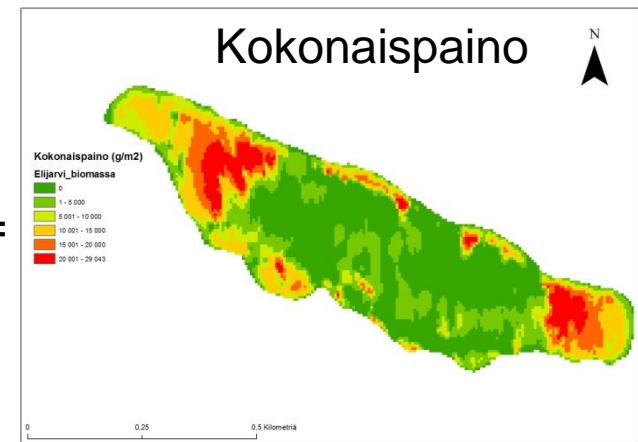 Kokonaispaino
N
Kokonaispaino (g/m2)
Elijarvi_biomassa
0
1 - 5 000
5 001 - 10 000
10 001 - 15 000
15 001 - 20 000
20 001 - 29 043
=
0 0,25 0,5 Kilometriä